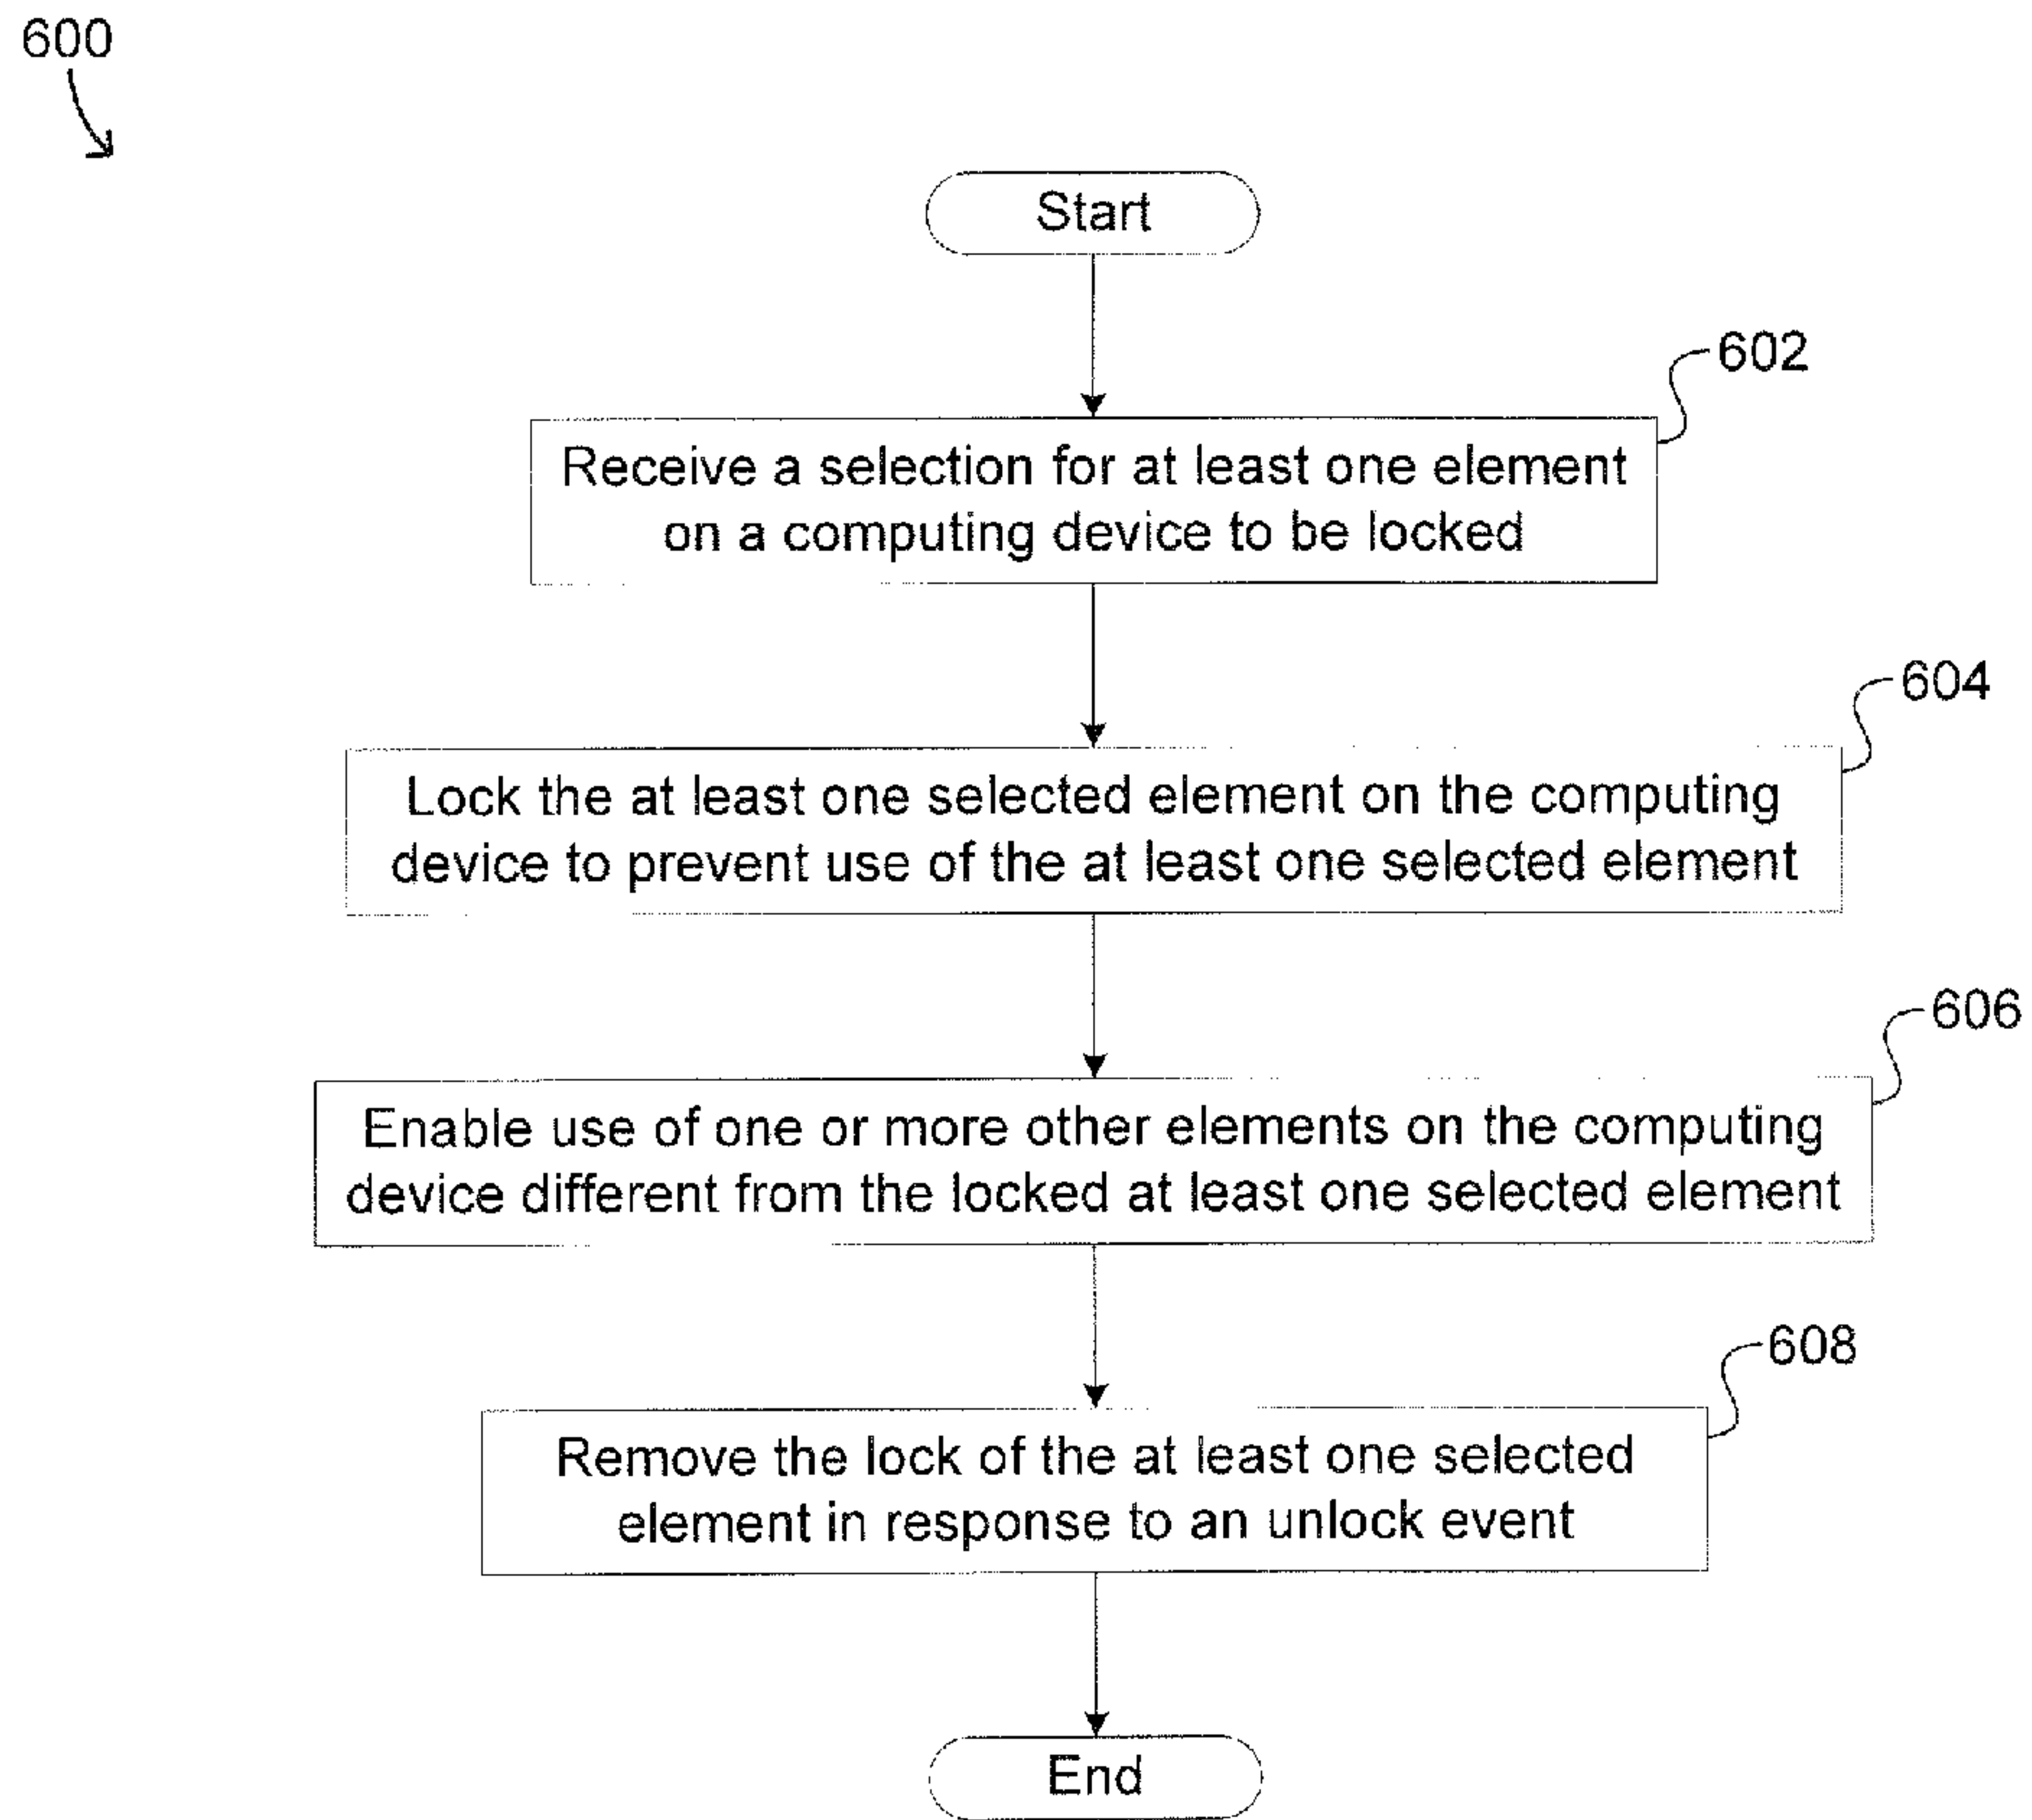 600
Start
602
Receive a selection for at least one element
on a computing device to be locked
604
Lock the at least one selected element on the computing
device to prevent use of the at least one selected element
606
Enable use of one or more other elements on the computing
device different from the locked at least one selected element
608
Remove the lock of the at least one selected
element in response to an unlock event
End